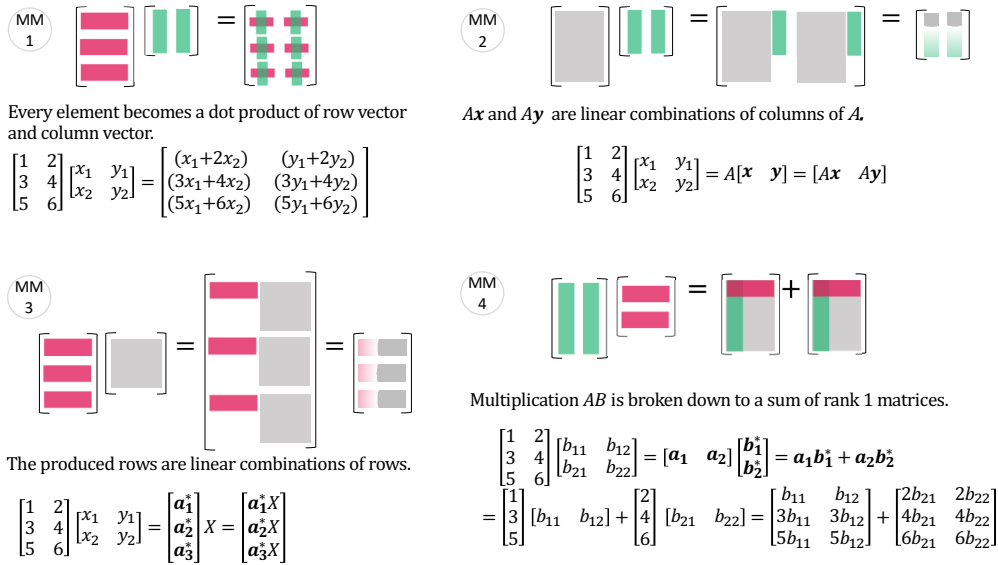 MM
1
=
Every element becomes a dot product of row vector
and column vector.
[1 2; 3 4; 5 6] [x₁ y₁; x₂ y₂] = [(x₁+2x₂) (y₁+2y₂); (3x₁+4x₂) (3y₁+4y₂); (5x₁+6x₂) (5y₁+6y₂)]
MM
2
= =
Ax and Ay are linear combinations of columns of A.
[1 2; 3 4; 5 6] [x₁ y₁; x₂ y₂] = A[x y] = [Ax Ay]
MM
3
= =
The produced rows are linear combinations of rows.
[1 2; 3 4; 5 6] [x₁ y₁; x₂ y₂] = [a₁*; a₂*; a₃*] X = [a₁*X; a₂*X; a₃*X]
MM
4
= +
Multiplication AB is broken down to a sum of rank 1 matrices.
[1 2; 3 4; 5 6] [b₁₁ b₁₂; b₂₁ b₂₂] = [a₁ a₂] [b₁*; b₂*] = a₁b₁* + a₂b₂*
= [1; 3; 5] [b₁₁ b₁₂] + [2; 4; 6] [b₂₁ b₂₂] = [b₁₁ b₁₂; 3b₁₁ 3b₁₂; 5b₁₁ 5b₁₂] + [2b₂₁ 2b₂₂; 4b₂₁ 4b₂₂; 6b₂₁ 6b₂₂]